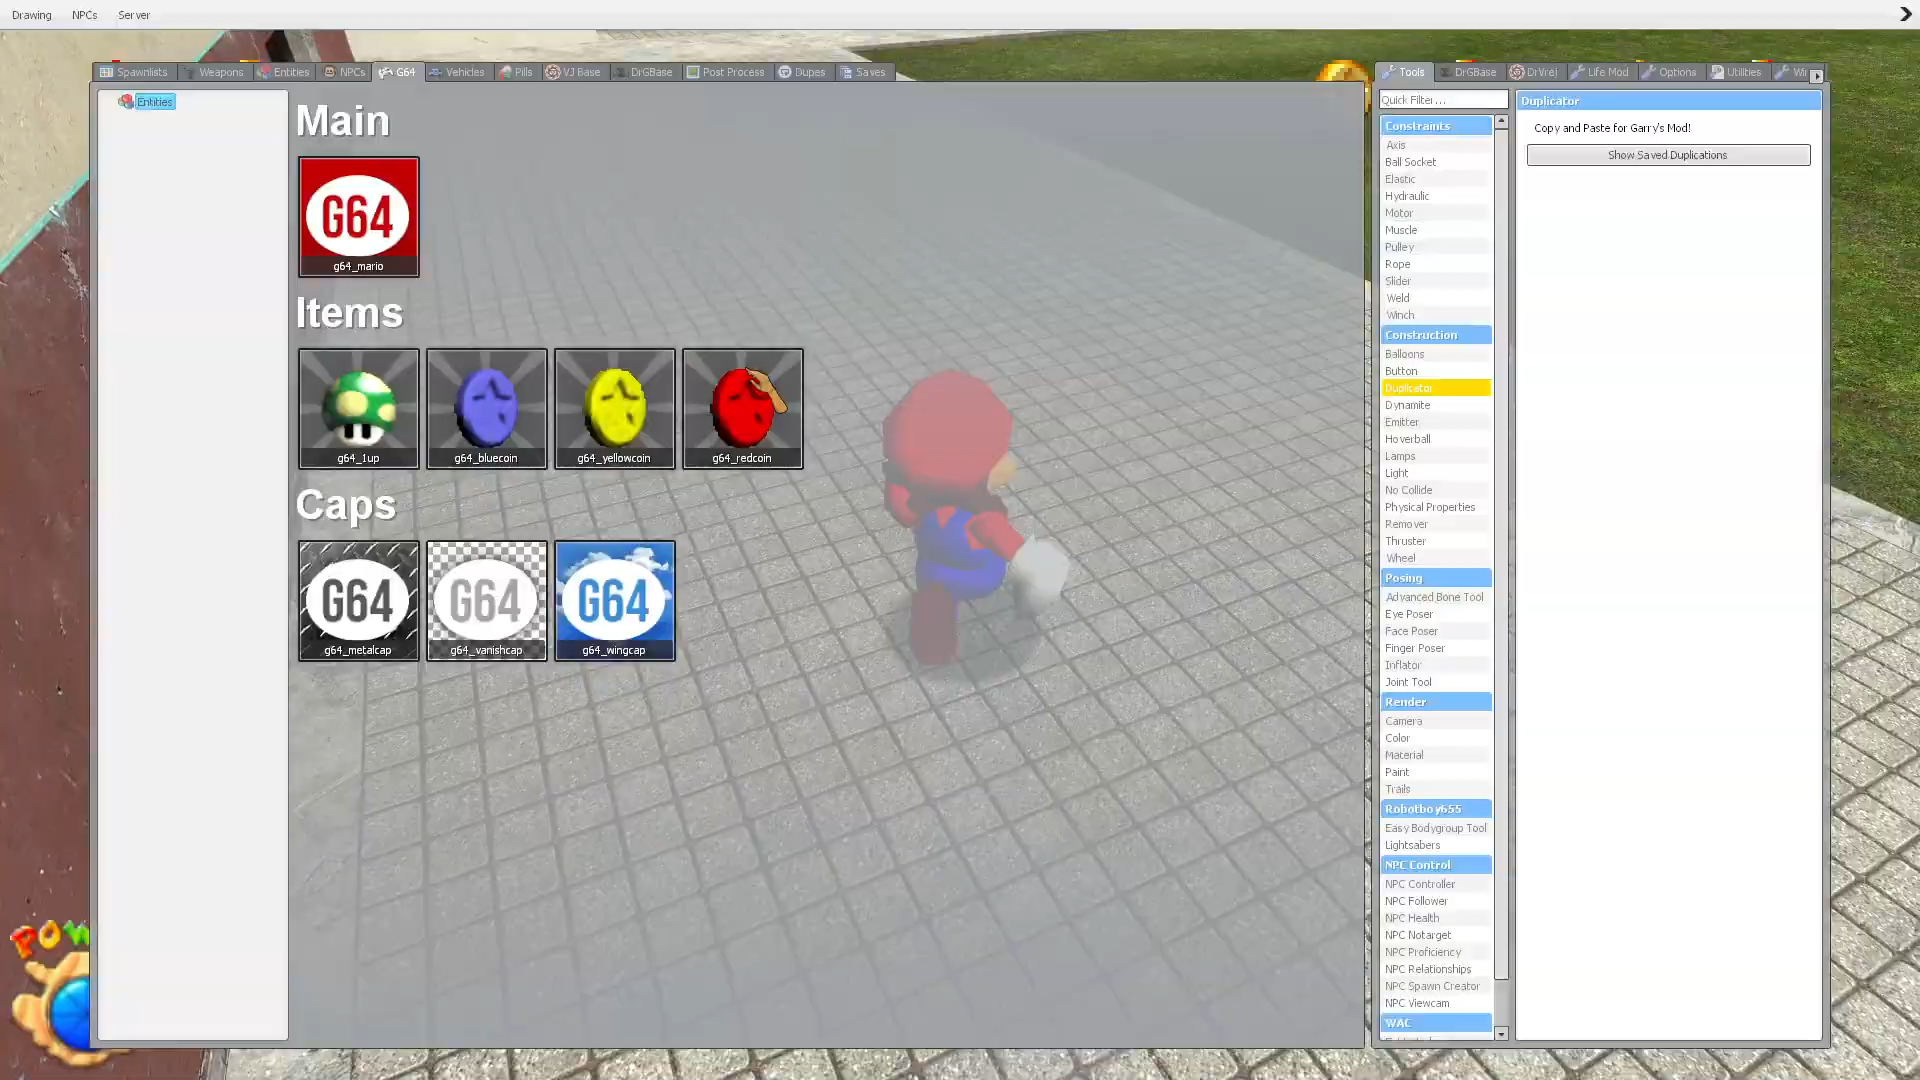 Drawing NPCs Server
Spawnlists Weapons Entities NPCs G64 Vehicles Pills VJ Base DrGBase Post Process Dupes Saves
Tools DrGBase DrVrej Life Mod Options Utilities Wi
Entities
Main
G64
g64_mario
Items
g64_1up g64_bluecoin g64_yellowcoin g64_redcoin
Caps
G64 G64 G64
g64_metalcap g64_vanishcap g64_wingcap
POW
Quick Filter ...
Constraints
Axis
Ball Socket
Elastic
Hydraulic
Motor
Muscle
Pulley
Rope
Slider
Weld
Winch
Construction
Balloons
Button
Duplicator
Dynamite
Emitter
Hoverball
Lamps
Light
No Collide
Physical Properties
Remover
Thruster
Wheel
Posing
Advanced Bone Tool
Eye Poser
Face Poser
Finger Poser
Inflator
Joint Tool
Render
Camera
Color
Material
Paint
Trails
Robotboy655
Easy Bodygroup Tool
Lightsabers
NPC Control
NPC Controller
NPC Follower
NPC Health
NPC Notarget
NPC Proficiency
NPC Relationships
NPC Spawn Creator
NPC Viewcam
WAC
Duplicator
Copy and Paste for Garry's Mod!
Show Saved Duplications